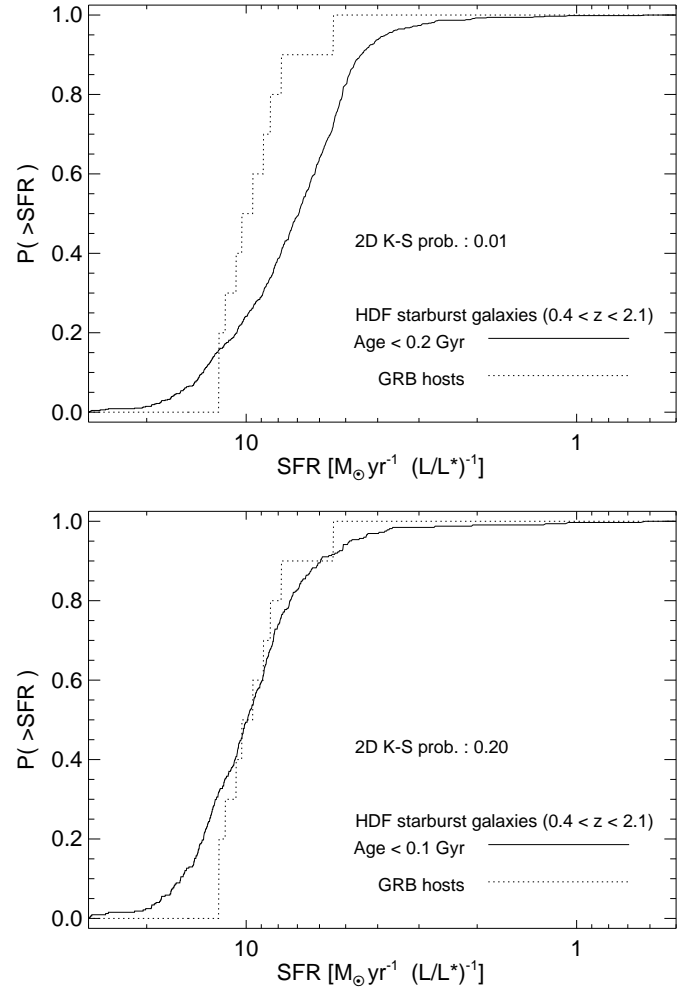 1.0
0.8
0.6
0.4
0.2
0.0
P( >SFR )
2D K-S prob. : 0.01
HDF starburst galaxies (0.4 < z < 2.1)
Age < 0.2 Gyr
GRB hosts
10 1
SFR [M⊙ yr⁻¹ (L/L*)⁻¹]
1.0
0.8
0.6
0.4
0.2
0.0
P( >SFR )
2D K-S prob. : 0.20
HDF starburst galaxies (0.4 < z < 2.1)
Age < 0.1 Gyr
GRB hosts
10 1
SFR [M⊙ yr⁻¹ (L/L*)⁻¹]